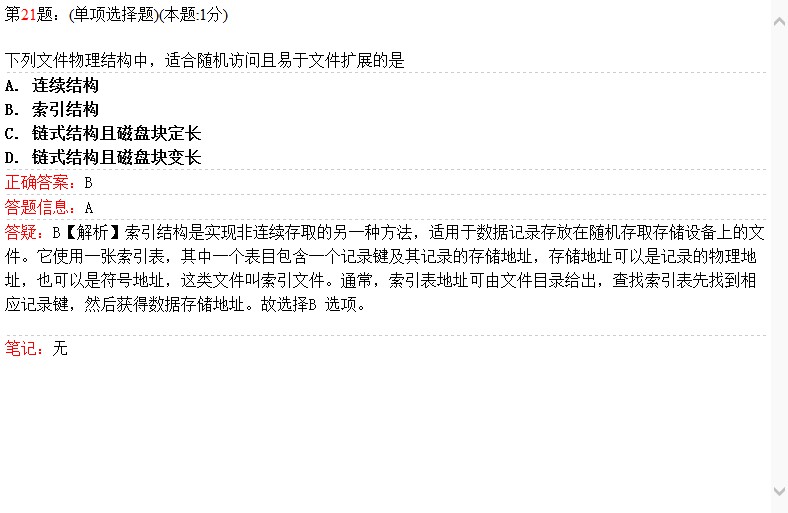 第21题：(单项选择题)(本题:1分)
下列文件物理结构中，适合随机访问且易于文件扩展的是
A. 连续结构
B. 索引结构
C. 链式结构且磁盘块定长
D. 链式结构且磁盘块变长
正确答案：B
答题信息：A
答疑：B【解析】索引结构是实现非连续存取的另一种方法，适用于数据记录存放在随机存取存储设备上的文
件。它使用一张索引表，其中一个表目包含一个记录键及其记录的存储地址，存储地址可以是记录的物理地
址，也可以是符号地址，这类文件叫索引文件。通常，索引表地址可由文件目录给出，查找索引表先找到相
应记录键，然后获得数据存储地址。故选择B 选项。
笔记：无